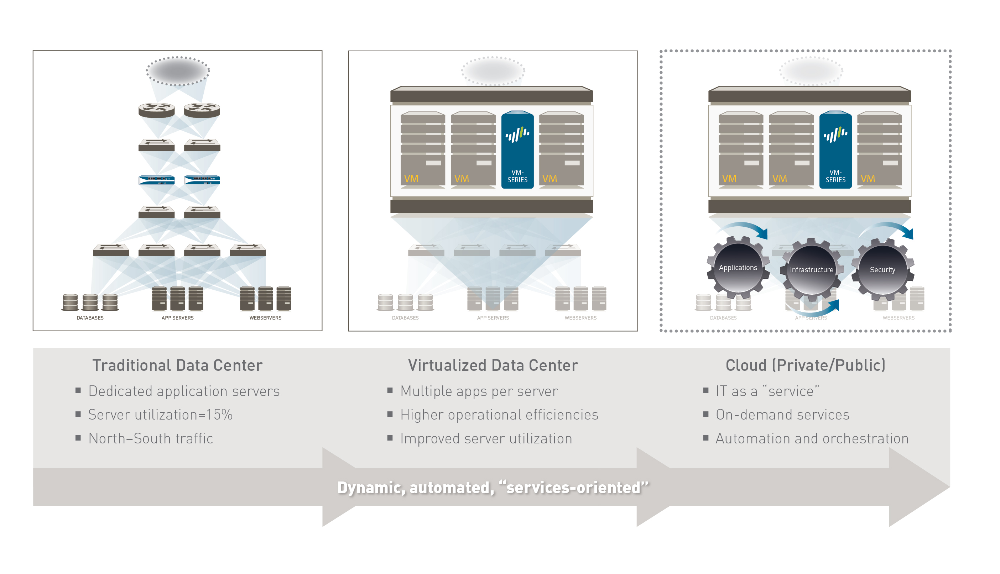 VM
VM
VM-
SERIES
VM
VM
VM
VM-
SERIES
VM
Applications
Infrastructure
Security
DATABASES
APP SERVERS
WEBSERVERS
DATABASES
APP SERVERS
WEBSERVERS
DATABASES
APP SERVERS
WEBSERVERS
Traditional Data Center
▪ Dedicated application servers
▪ Server utilization=15%
▪ North–South traffic
Virtualized Data Center
▪ Multiple apps per server
▪ Higher operational efficiencies
▪ Improved server utilization
Cloud (Private/Public)
▪ IT as a “service”
▪ On-demand services
▪ Automation and orchestration
Dynamic, automated, “services-oriented”